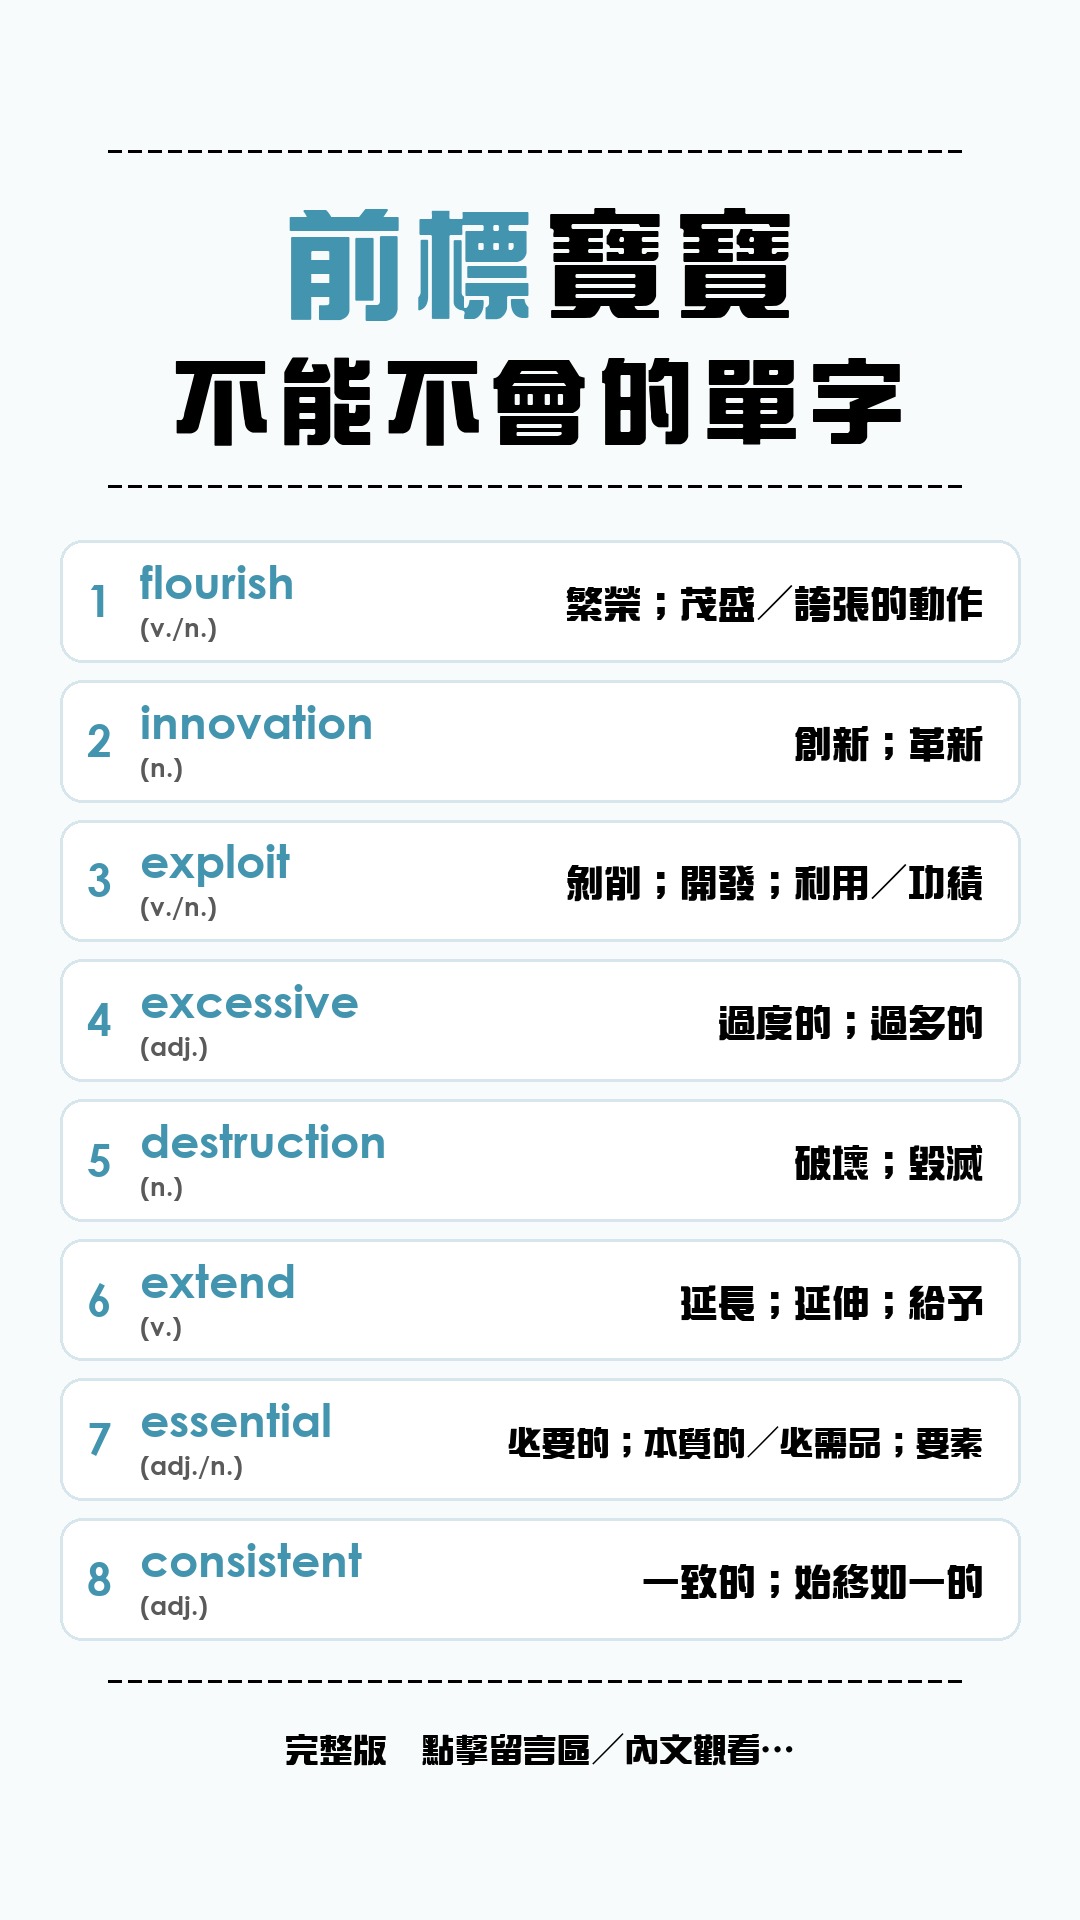 前標寶寶
不能不會的單字
1 flourish
(v./n.)
繁榮；茂盛／誇張的動作
2 innovation
(n.)
創新；革新
3 exploit
(v./n.)
剝削；開發；利用／功績
4 excessive
(adj.)
過度的；過多的
5 destruction
(n.)
破壞；毀滅
6 extend
(v.)
延長；延伸；給予
7 essential
(adj./n.)
必要的；本質的／必需品；要素
8 consistent
(adj.)
一致的；始終如一的
完整版　點擊留言區／內文觀看…